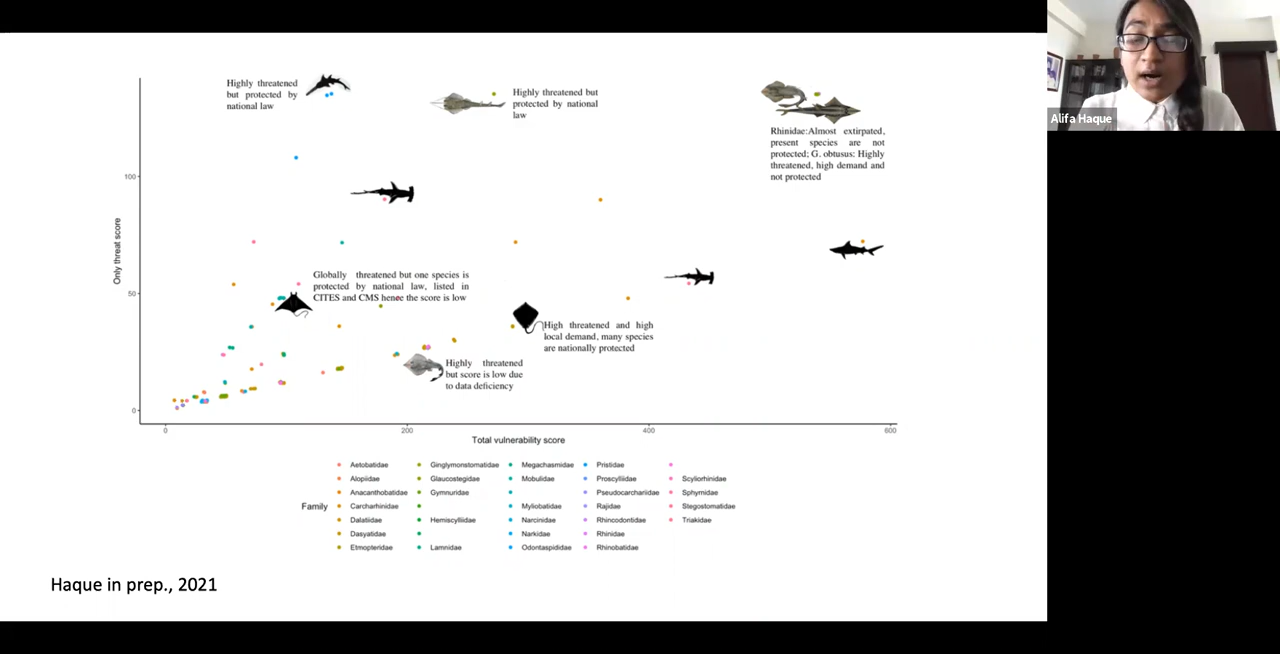 Highly threatened
but protected by
national law
Highly threatened but
protected by national
law
Rhinidae:Almost extirpated,
present species are not
protected; G. obtusus: Highly
threatened, high demand and
not protected
Globally threatened but one species is
protected by national law, listed in
CITES and CMS hence the score is low
High threatened and high
local demand, many species
are nationally protected
Highly threatened
but score is low due
to data deficiency
Only threat score
100
50
0
0 200 400 600
Total vulnerability score
Family
Aetobatidae
Alopiidae
Anacanthobatidae
Carcharhinidae
Dalatiidae
Dasyatidae
Etmopteridae
Ginglymonstomatidae
Glaucostegidae
Gymnuridae
Hemiscylliidae
Lamnidae
Megachasmidae
Mobulidae
Myliobatidae
Narcinidae
Narkidae
Odontaspididae
Pristidae
Proscylliidae
Pseudocarchariidae
Rajidae
Rhincodontidae
Rhinidae
Rhinobatidae
Scyliorhinidae
Sphyrnidae
Stegostomatidae
Triakidae
Haque in prep., 2021
Alifa Haque